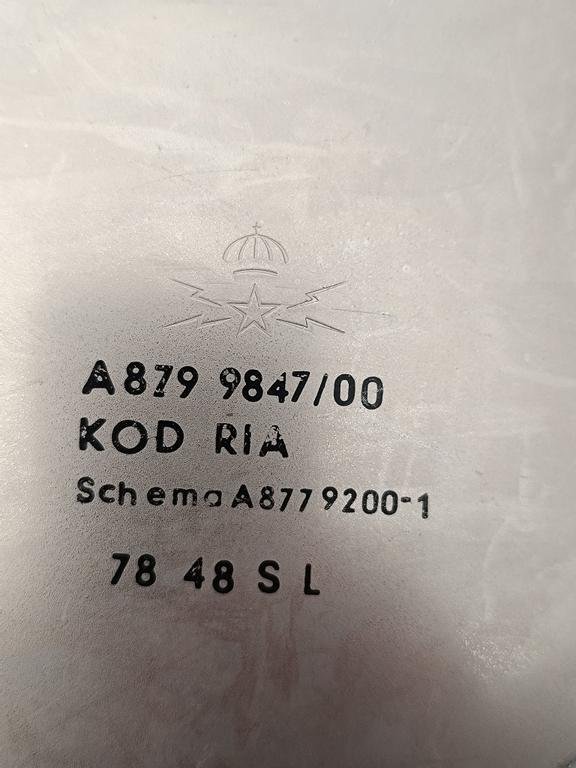 A879 9847/00
KOD RIA
Schema A877 9200-1
78 48 S L